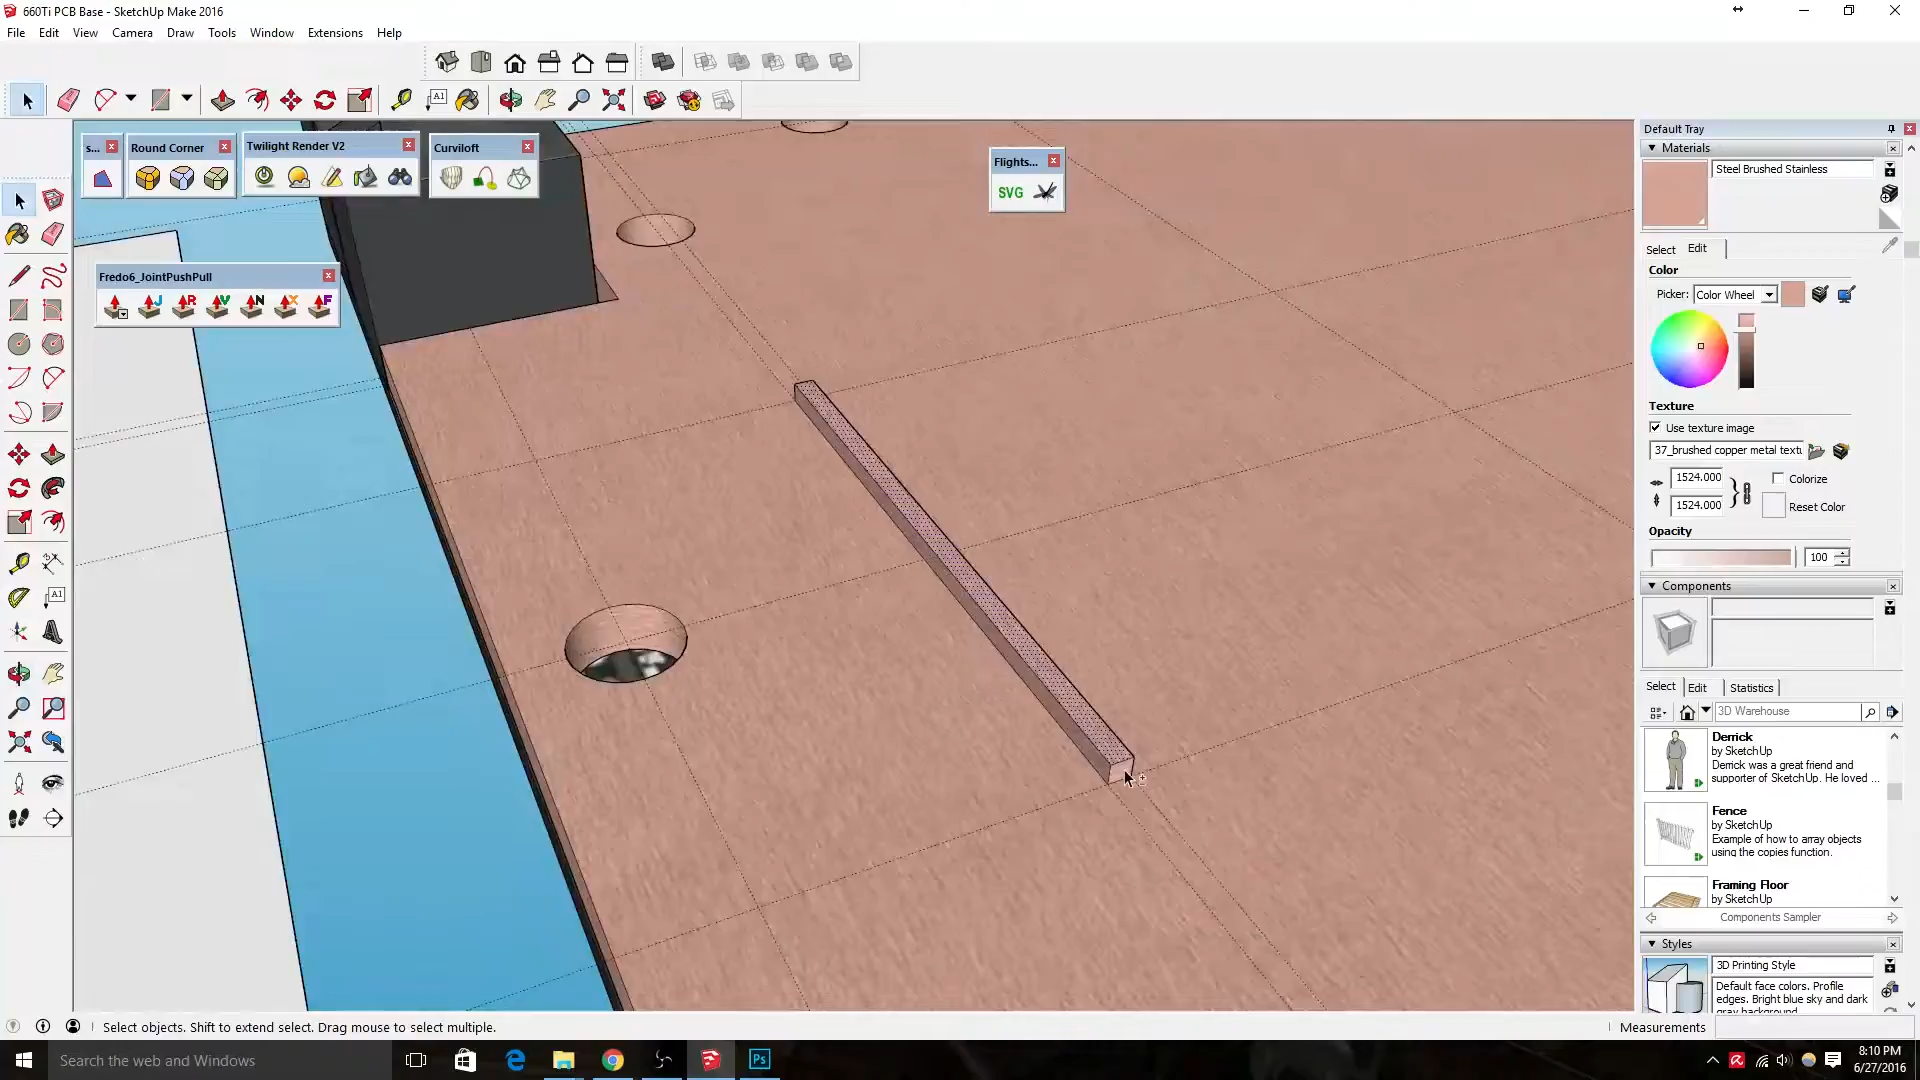 660Ti PCB Base - SketchUp Make 2016
File Edit View Camera Draw Tools Window Extensions Help
A1
s... Round Corner Twilight Render V2 Curviloft Flights...
SVG
Fredo6_JointPushPull
J R V N X F
A1
Default Tray
Materials
Steel Brushed Stainless
Select Edit
Color
Picker: Color Wheel
Texture
Use texture image
37_brushed copper metal textu
1524.000 Colorize
1524.000 Reset Color
Opacity
100
Components
Select Edit Statistics
3D Warehouse
Derrick
by SketchUp
Derrick was a great friend and
supporter of SketchUp. He loved ...
Fence
by SketchUp
Example of how to array objects
using the copies function.
Framing Floor
by SketchUp
Components Sampler
Styles
3D Printing Style
Default face colors. Profile
edges. Bright blue sky and dark
gray background.
Select objects. Shift to extend select. Drag mouse to select multiple.
Measurements
Search the web and Windows
Ps
8:10 PM
6/27/2016